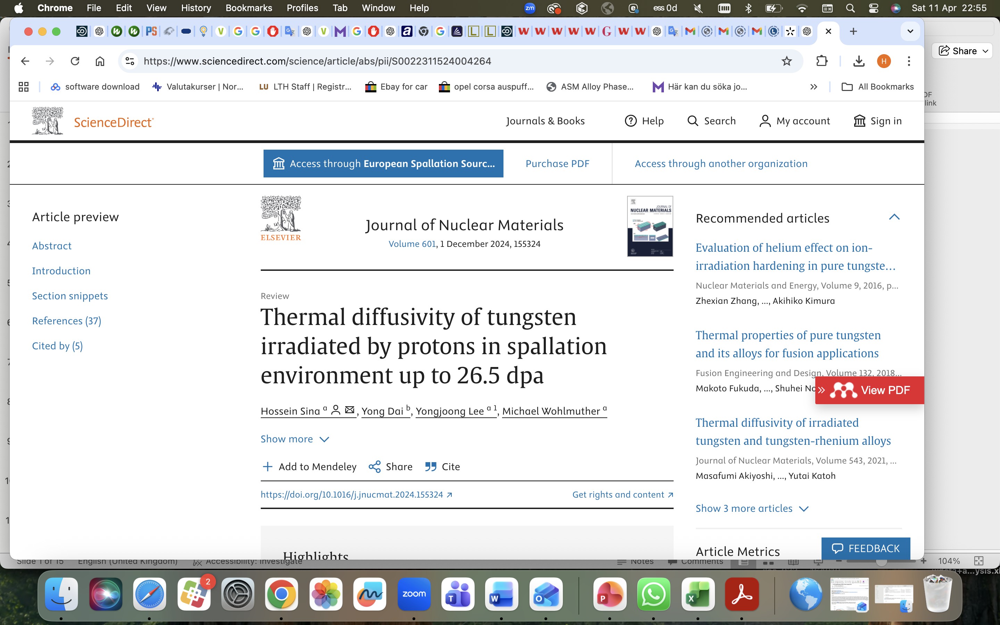 Chrome File Edit View History Bookmarks Profiles Tab Window Help zm ess 0d Sat 11 Apr 22:55
https://www.sciencedirect.com/science/article/abs/pii/S0022311524004264 H
Share
software download Valutakurser | Nor... LU LTH Staff | Registr... Ebay for car opel corsa auspuff... ASM Alloy Phase... Här kan du söka jo... All Bookmarks
link
ScienceDirect Journals & Books Help Search My account Sign in
Access through European Spallation Sourc... Purchase PDF Access through another organization
Article preview
Abstract
Introduction
Section snippets
References (37)
Cited by (5)
ELSEVIER
Journal of Nuclear Materials
Volume 601, 1 December 2024, 155324
JOURNAL OF
NUCLEAR MATERIALS
Review
Thermal diffusivity of tungsten
irradiated by protons in spallation
environment up to 26.5 dpa
Hossein Sina a, Yong Dai b, Yongjoong Lee a 1, Michael Wohlmuther a
Show more
Add to Mendeley Share Cite
https://doi.org/10.1016/j.jnucmat.2024.155324 Get rights and content
Highlights
Recommended articles
Evaluation of helium effect on ion-
irradiation hardening in pure tungste...
Nuclear Materials and Energy, Volume 9, 2016, p...
Zhexian Zhang, ..., Akihiko Kimura
Thermal properties of pure tungsten
and its alloys for fusion applications
Fusion Engineering and Design, Volume 132, 2018...
Makoto Fukuda, ..., Shuhei No
View PDF
Thermal diffusivity of irradiated
tungsten and tungsten-rhenium alloys
Journal of Nuclear Materials, Volume 543, 2021, ...
Masafumi Akiyoshi, ..., Yutai Katoh
Show 3 more articles
Article Metrics
FEEDBACK
Slide 1 of 15 English (United Kingdom) Accessibility: Investigate Notes Comments 104%
2
zoom